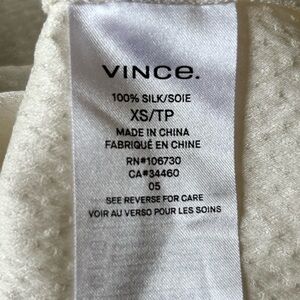 VINCE.
100% SILK/SOIE
XS/TP
MADE IN CHINA
FABRIQUÉ EN CHINE
RN#106730
CA#34460
05
SEE REVERSE FOR CARE
VOIR AU VERSO POUR LES SOINS